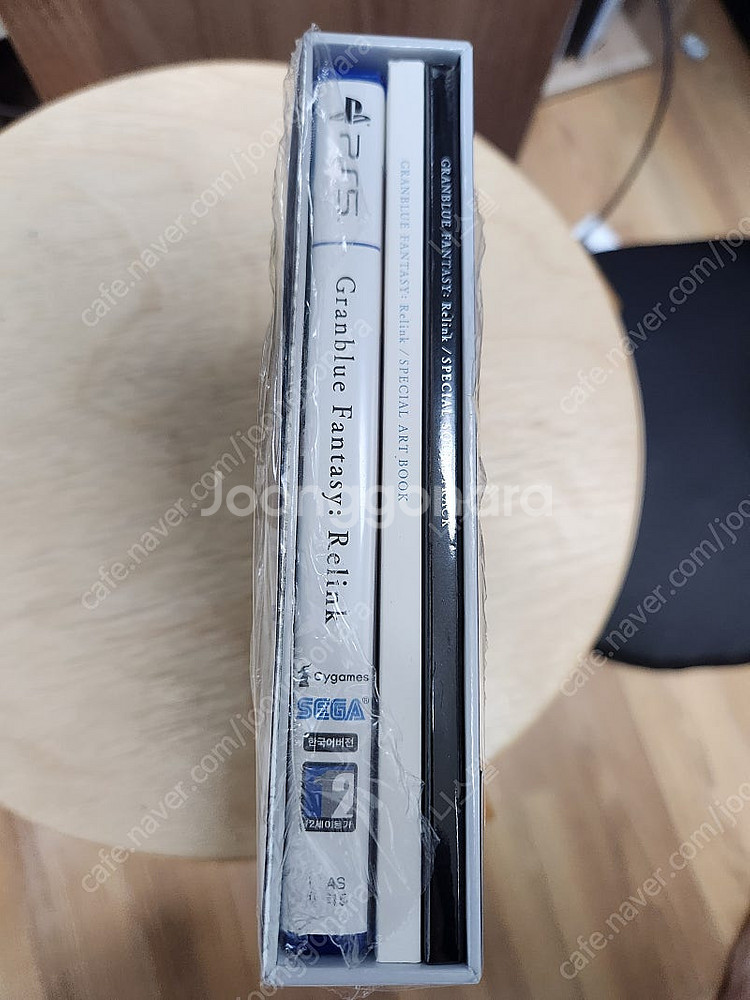 PS5
Granblue Fantasy: Relink
Cygames
SEGA®
한국어버전
12
12세이용가
GRANBLUE FANTASY: Relink / SPECIAL ART BOOK
GRANBLUE FANTASY: Relink / SPECIAL
Joonggonara
cafe.naver.com/joonggonara